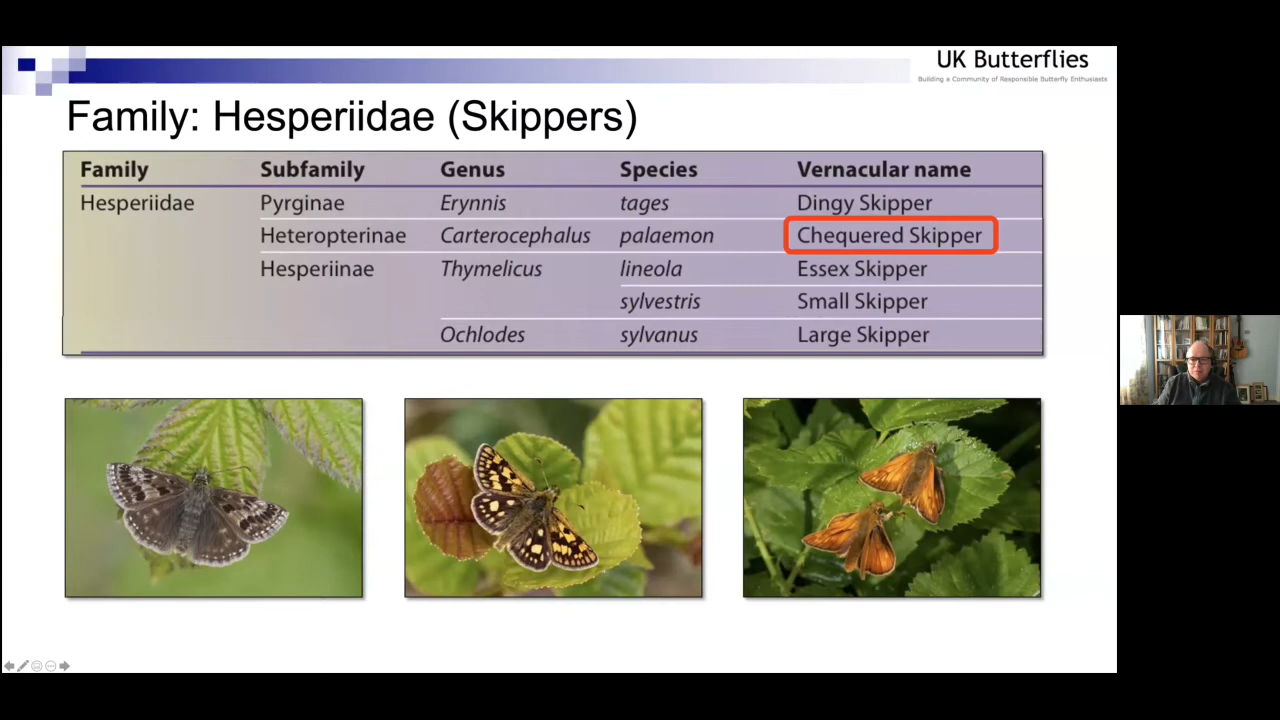 UK Butterflies
Building a Community of Responsible Butterfly Enthusiasts
Family: Hesperiidae (Skippers)
Family Subfamily Genus Species Vernacular name
Hesperiidae Pyrginae Erynnis tages Dingy Skipper
Heteropterinae Carterocephalus palaemon Chequered Skipper
Hesperiinae Thymelicus lineola Essex Skipper
sylvestris Small Skipper
Ochlodes sylvanus Large Skipper